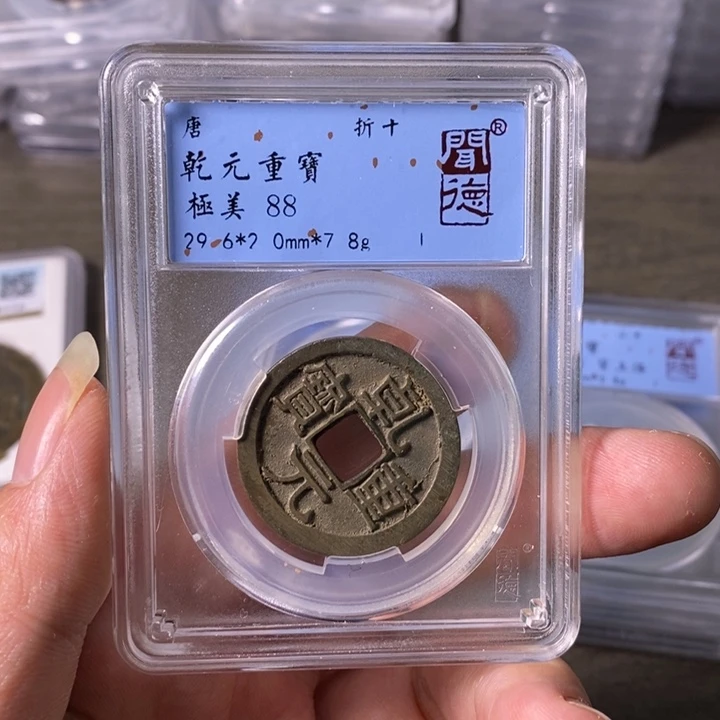 唐 折十
乾元重寶
極美 88
29.6*2.0mm*7.8g
聞德®
乾元重寶